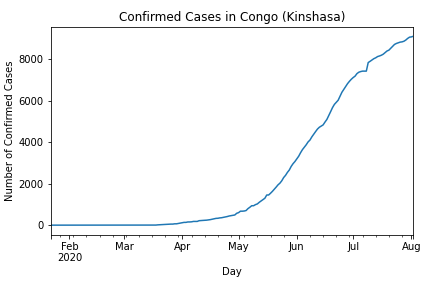 Confirmed Cases in Congo (Kinshasa)
Number of Confirmed Cases
8000
6000
4000
2000
0
Feb Mar Apr May Jun Jul Aug
2020
Day